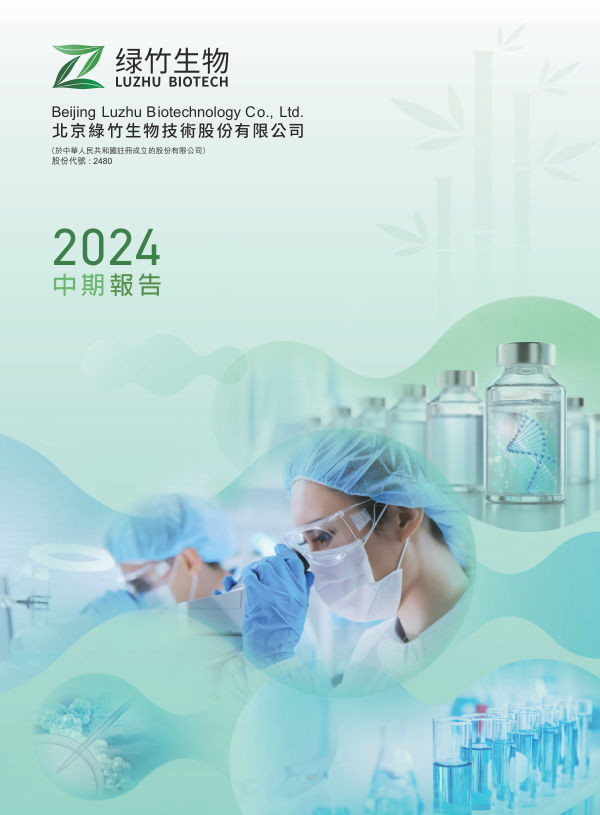 绿竹生物
LUZHU BIOTECH
Beijing Luzhu Biotechnology Co., Ltd.
北京綠竹生物技術股份有限公司
(於中華人民共和國註冊成立的股份有限公司)
股份代號 : 2480
2024
中期報告